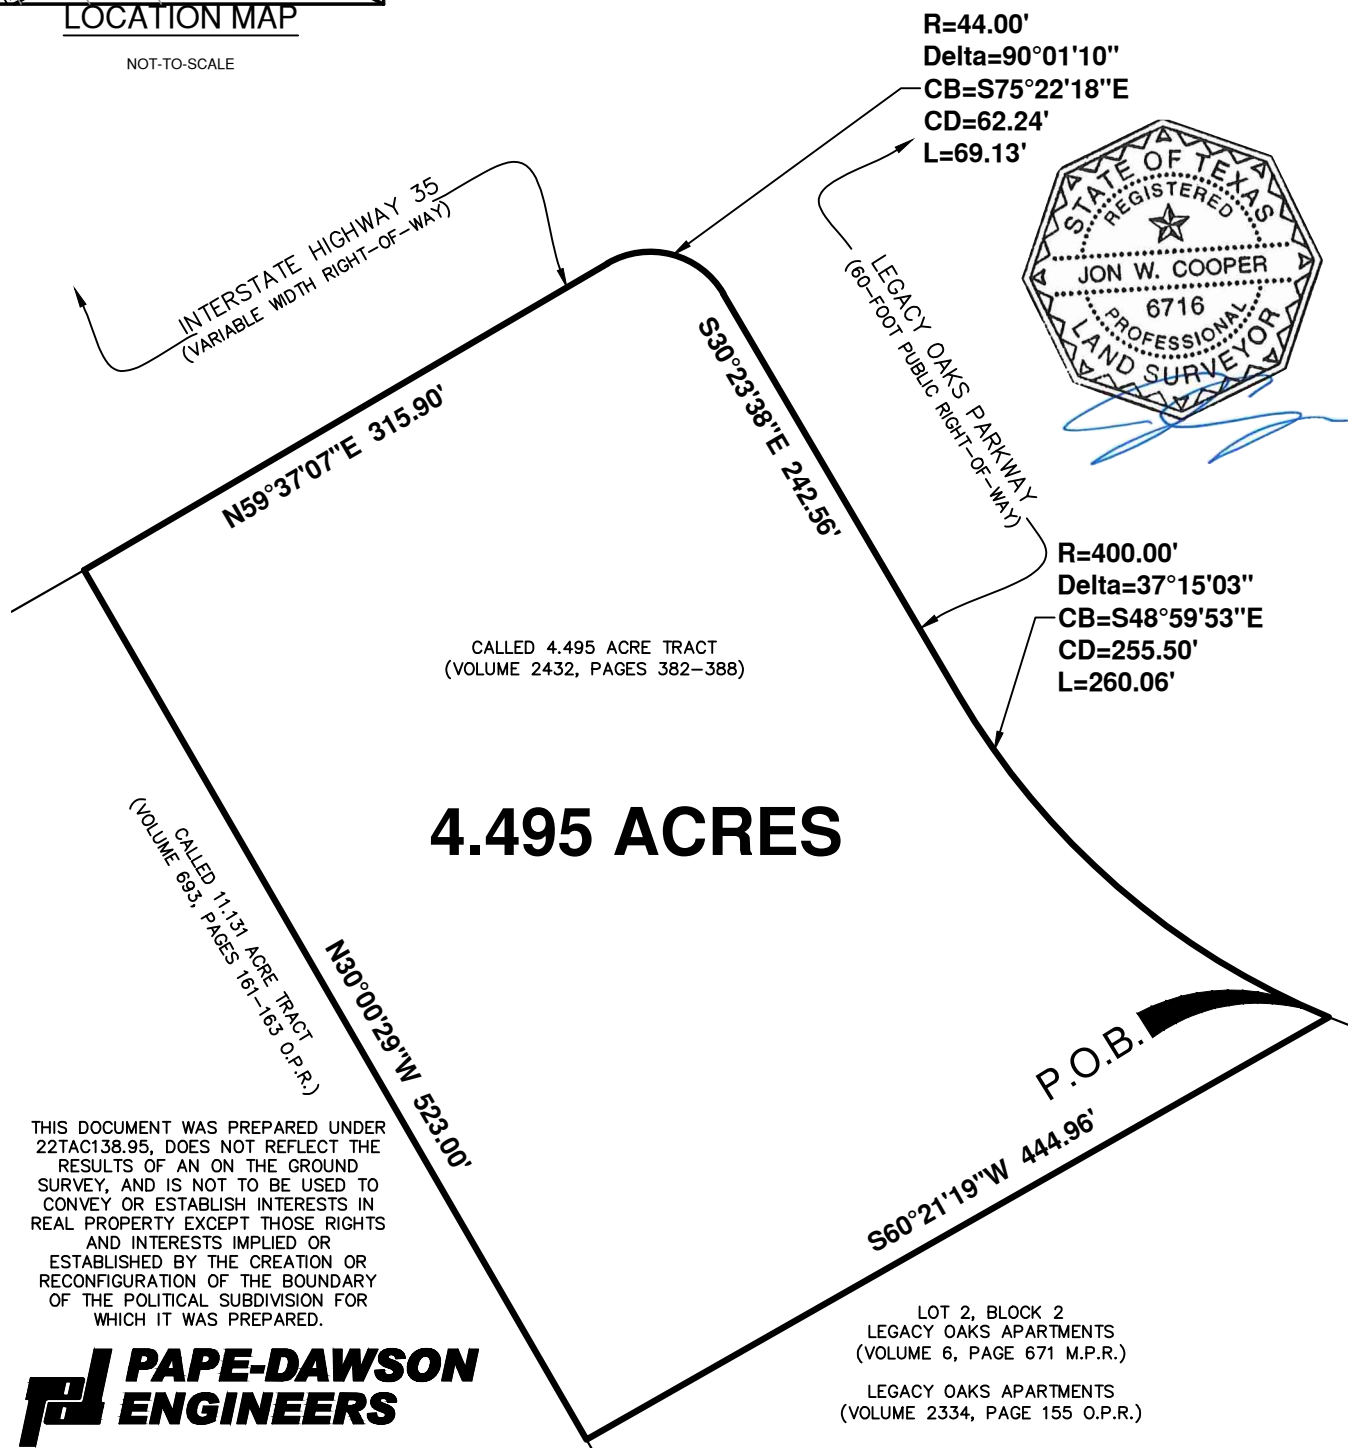 LOCATION MAP
NOT-TO-SCALE
R=44.00'
Delta=90°01'10"
CB=S75°22'18"E
CD=62.24'
L=69.13'
STATE OF TEXAS
REGISTERED
JON W. COOPER
6716
PROFESSIONAL
LAND SURVEYOR
INTERSTATE HIGHWAY 35
(VARIABLE WIDTH RIGHT-OF-WAY)
LEGACY OAKS PARKWAY
(60-FOOT PUBLIC RIGHT-OF-WAY)
N59°37'07"E 315.90'
S30°23'38"E 242.56'
R=400.00'
Delta=37°15'03"
CB=S48°59'53"E
CD=255.50'
L=260.06'
CALLED 4.495 ACRE TRACT
(VOLUME 2432, PAGES 382-388)
4.495 ACRES
CALLED 11.131 ACRE TRACT
(VOLUME 693, PAGES 161-163 O.P.R.)
N30°00'29"W 523.00'
P.O.B.
S60°21'19"W 444.96'
THIS DOCUMENT WAS PREPARED UNDER
22TAC138.95, DOES NOT REFLECT THE
RESULTS OF AN ON THE GROUND
SURVEY, AND IS NOT TO BE USED TO
CONVEY OR ESTABLISH INTERESTS IN
REAL PROPERTY EXCEPT THOSE RIGHTS
AND INTERESTS IMPLIED OR
ESTABLISHED BY THE CREATION OR
RECONFIGURATION OF THE BOUNDARY
OF THE POLITICAL SUBDIVISION FOR
WHICH IT WAS PREPARED.
LOT 2, BLOCK 2
LEGACY OAKS APARTMENTS
(VOLUME 6, PAGE 671 M.P.R.)
LEGACY OAKS APARTMENTS
(VOLUME 2334, PAGE 155 O.P.R.)
PAPE-DAWSON
ENGINEERS